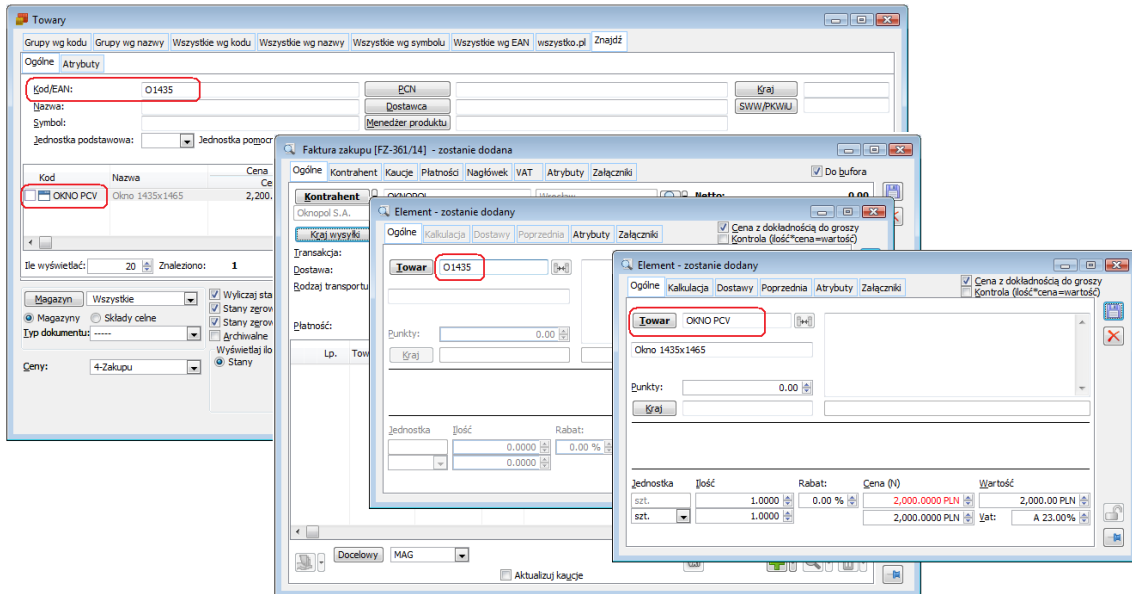 Towary
Grupy wg kodu Grupy wg nazwy Wszystkie wg kodu Wszystkie wg nazwy Wszystkie wg symbolu Wszystkie wg EAN wszystko.pl Znajdź
Ogólne Atrybuty
Kod/EAN: O1435 PCN Kraj
Nazwa: Dostawca SWW/PKWiU
Symbol: Menedżer produktu
Jednostka podstawowa: Jednostka pomocr
Kod Nazwa Cena
Ce
OKNO PCV Okno 1435x1465 2,200.
Ile wyświetlać: 20 Znaleziono: 1
Magazyn Wszystkie Wyliczaj sta
Magazyny Składy celne Stany zerow
Stany zerow
Typ dokumentu: ----- Archiwalne
Wyświetlaj ilo
Ceny: 4-Zakupu Stany
Faktura zakupu [FZ-361/14] - zostanie dodana
Ogólne Kontrahent Kaucje Płatności Nagłówek VAT Atrybuty Załączniki Do bufora
Kontrahent OKNOPOL Wrocław Netto: 0.00
Oknopol S.A.
Kraj wysyłki
Transakcja:
Dostawa:
Rodzaj transportu
Płatność:
Lp. Tow
Docelowy MAG
Aktualizuj kaucje
Element - zostanie dodany
Ogólne Kalkulacja Dostawy Poprzednia Atrybuty Załączniki
Cena z dokładnością do groszy
Kontrola (ilość*cena=wartość)
Towar O1435
Punkty: 0.00
Kraj
Jednostka Ilość Rabat:
0.0000 0.00 %
0.0000
Element - zostanie dodany
Ogólne Kalkulacja Dostawy Poprzednia Atrybuty Załączniki
Cena z dokładnością do groszy
Kontrola (ilość*cena=wartość)
Towar OKNO PCV
Okno 1435x1465
Punkty: 0.00
Kraj
Jednostka Ilość Rabat: Cena (N) Wartość
szt. 1.0000 0.00 % 2,000.0000 PLN 2,000.00 PLN
szt. 1.0000 2,000.0000 PLN Vat: A 23.00%